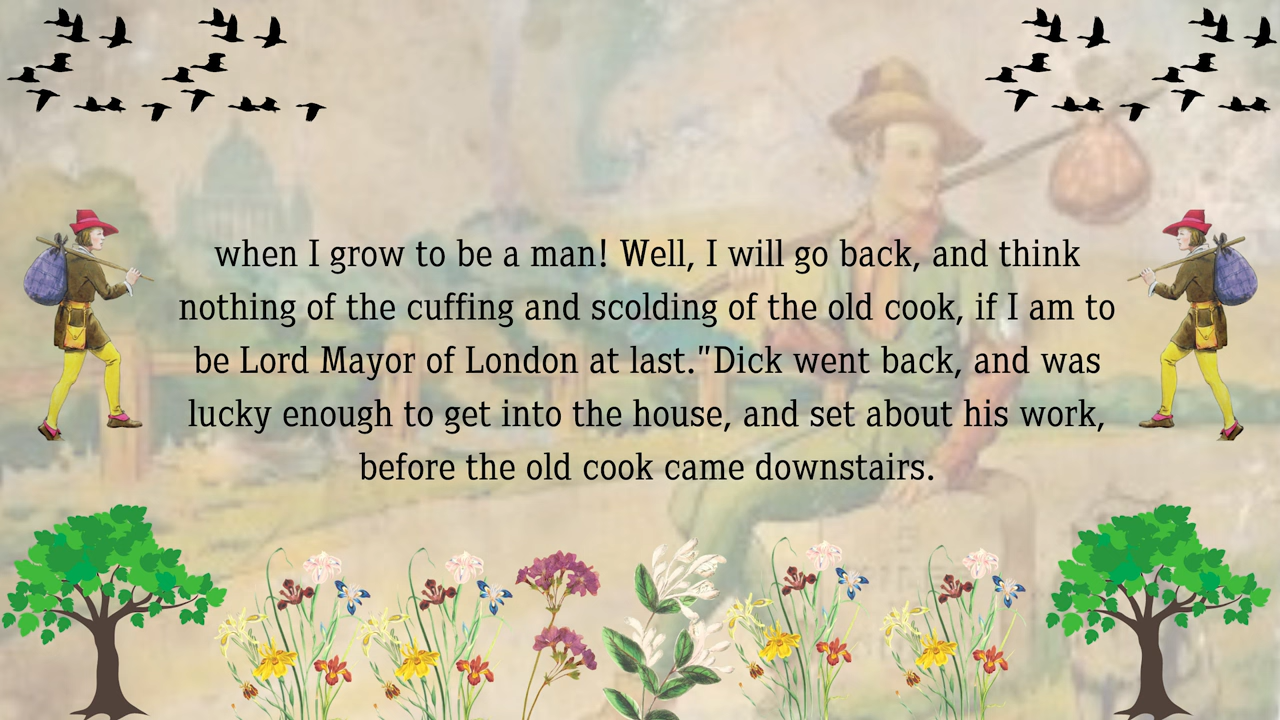 when I grow to be a man! Well, I will go back, and think
nothing of the cuffing and scolding of the old cook, if I am to
be Lord Mayor of London at last."Dick went back, and was
lucky enough to get into the house, and set about his work,
before the old cook came downstairs.